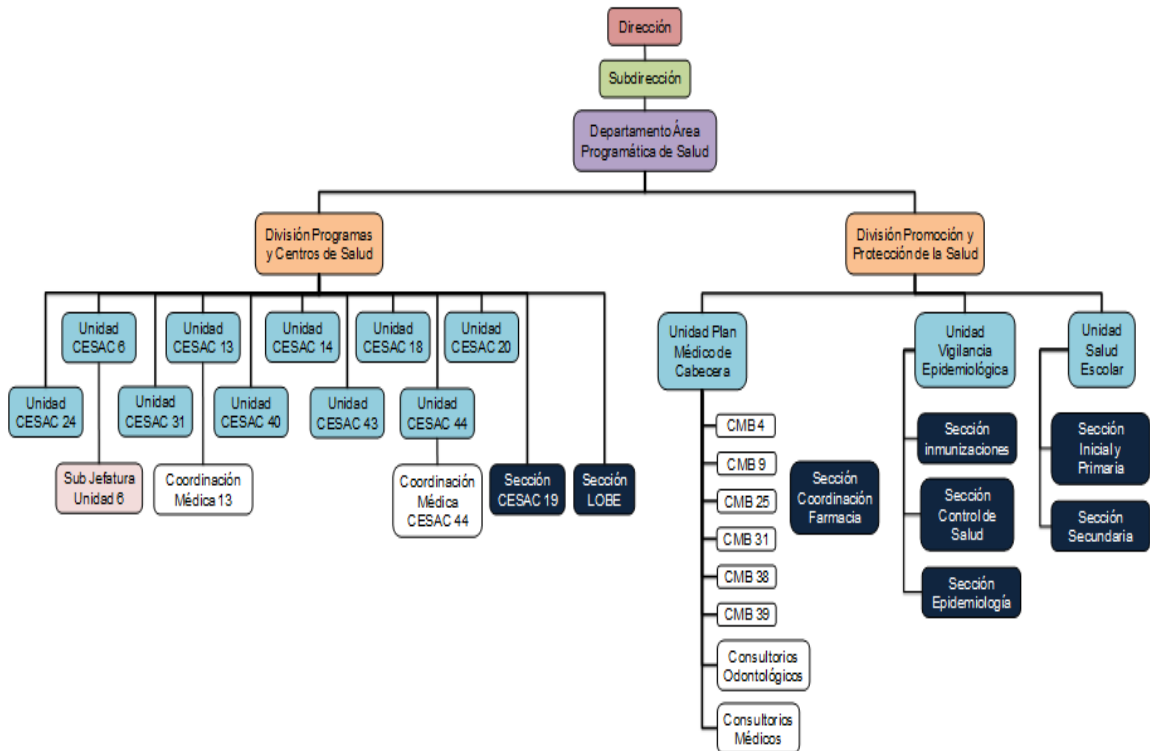 Dirección
Subdirección
Departamento Área
Programática de Salud
División Programas
y Centros de Salud
División Promoción y
Protección de la Salud
Unidad
CESAC 6
Unidad
CESAC 13
Unidad
CESAC 14
Unidad
CESAC 18
Unidad
CESAC 20
Unidad
CESAC 24
Unidad
CESAC 31
Unidad
CESAC 40
Unidad
CESAC 43
Unidad
CESAC 44
Sub Jefatura
Unidad 6
Coordinación
Médica 13
Coordinación
Médica
CESAC 44
Sección
CESAC 19
Sección
LOBE
Unidad Plan
Médico de
Cabecera
CMB 4
CMB 9
CMB 25
CMB 31
CMB 38
CMB 39
Consultorios
Odontológicos
Consultorios
Médicos
Sección
Coordinación
Farmacia
Unidad
Vigilancia
Epidemiológica
Sección
inmunizaciones
Sección
Control de
Salud
Sección
Epidemiología
Unidad
Salud
Escolar
Sección
Inicial y
Primaria
Sección
Secundaria